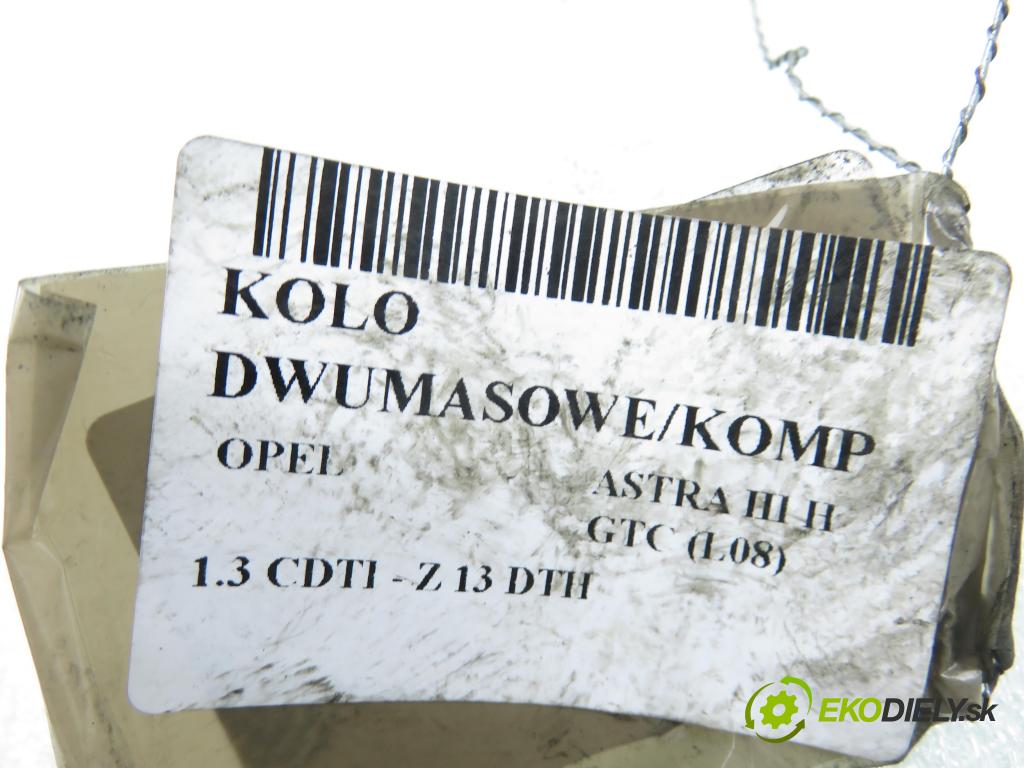 KOLO
DWUMASOWE/KOMP
OPEL
ASTRA III H
GTC (L08)
1.3 CDTI - Z 13 DTH
EKODIELY.sk